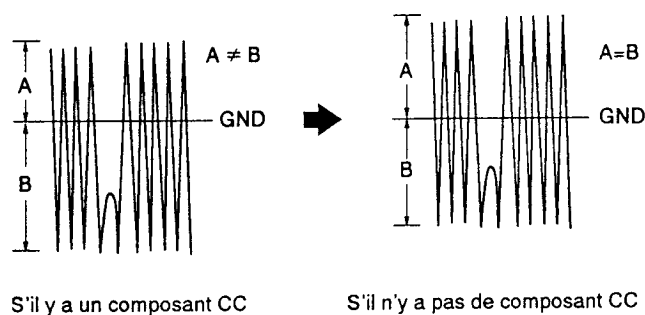 A ≠ B
A
GND
B
S'il y a un composant CC
A=B
A
GND
B
S'il n'y a pas de composant CC